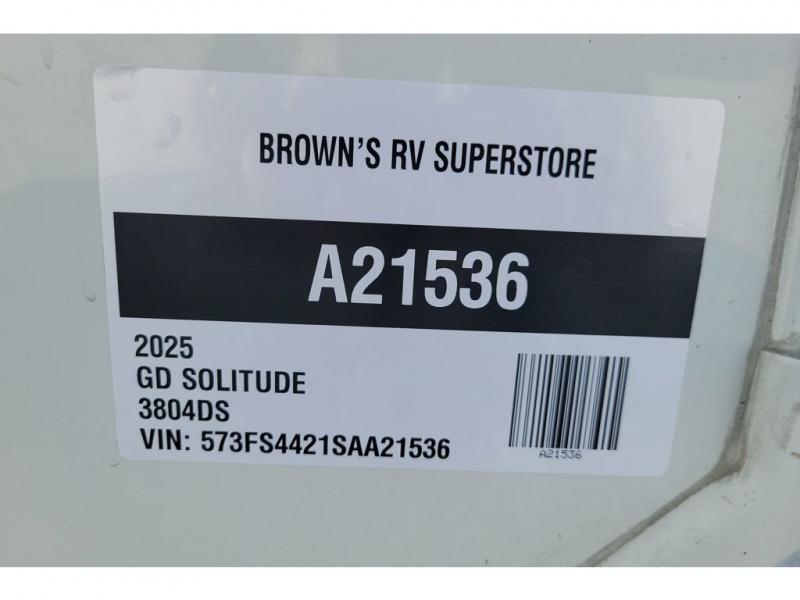 BROWN'S RV SUPERSTORE
A21536
2025
GD SOLITUDE
3804DS
VIN: 573FS4421SAA21536
A21536